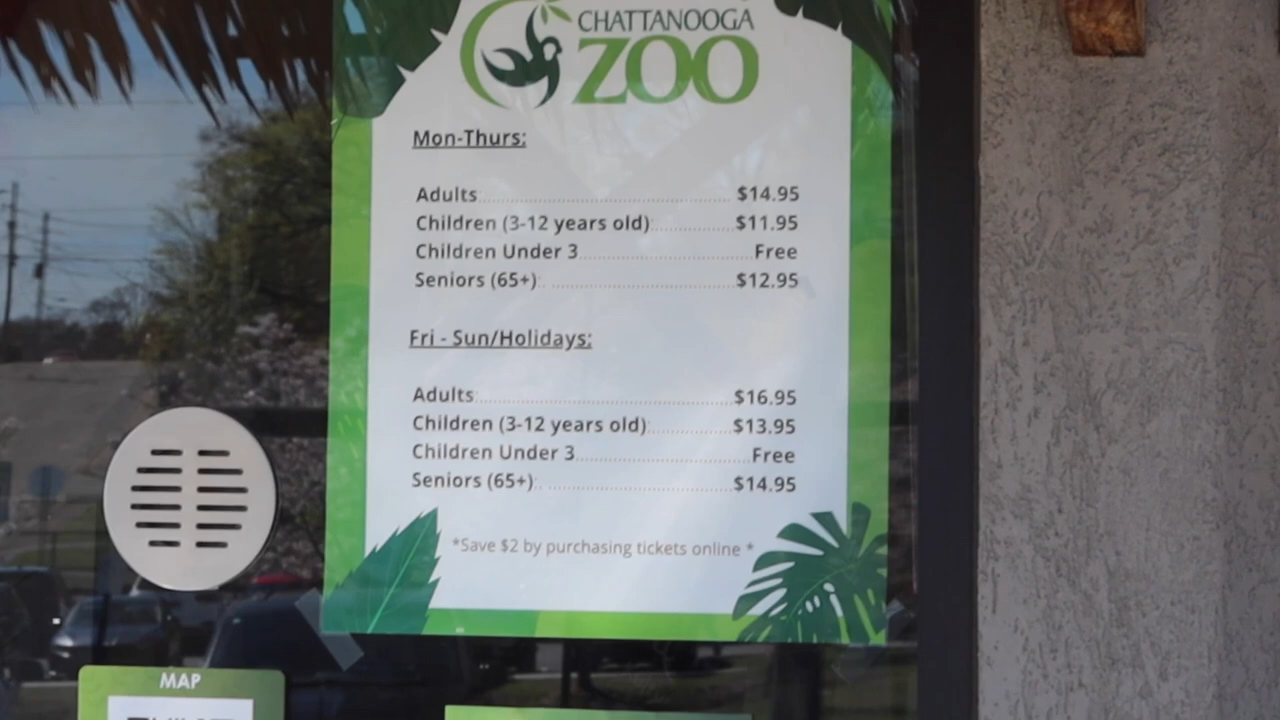 CHATTANOOGA
ZOO
Mon-Thurs:
Adults $14.95
Children (3-12 years old): $11.95
Children Under 3 Free
Seniors (65+): $12.95
Fri - Sun/Holidays:
Adults $16.95
Children (3-12 years old): $13.95
Children Under 3 Free
Seniors (65+): $14.95
*Save $2 by purchasing tickets online *
MAP